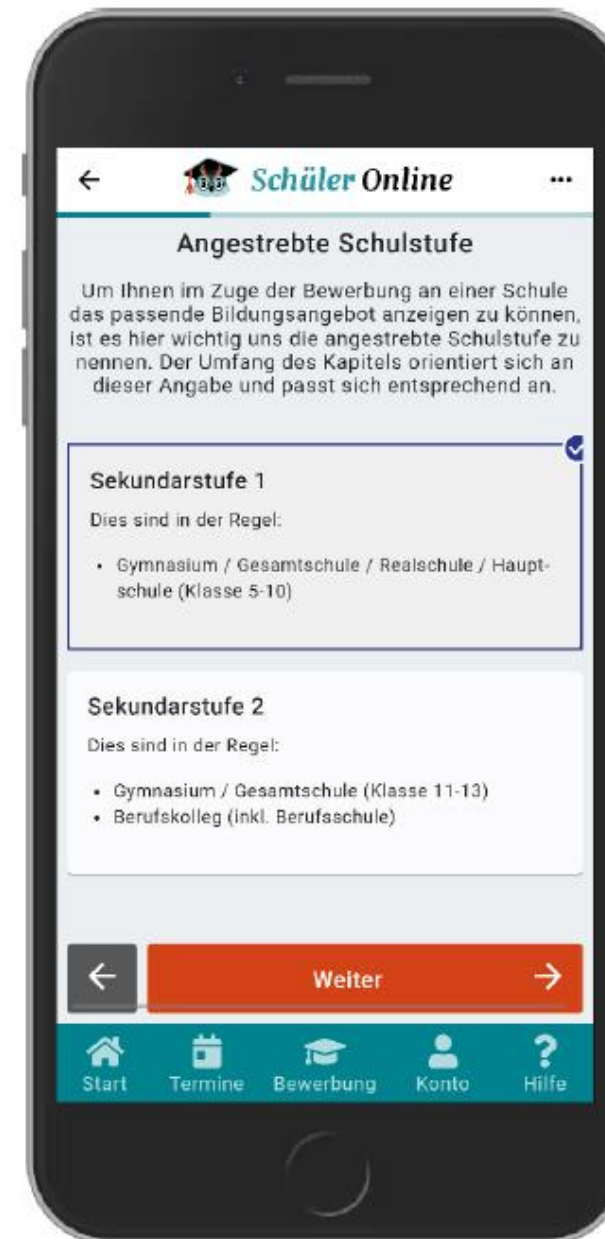 Schüler Online
Angestrebte Schulstufe
Um Ihnen im Zuge der Bewerbung an einer Schule
das passende Bildungsangebot anzeigen zu können,
ist es hier wichtig uns die angestrebte Schulstufe zu
nennen. Der Umfang des Kapitels orientiert sich an
dieser Angabe und passt sich entsprechend an.
Sekundarstufe 1
Dies sind in der Regel:
• Gymnasium / Gesamtschule / Realschule / Haupt-
schule (Klasse 5-10)
Sekundarstufe 2
Dies sind in der Regel:
• Gymnasium / Gesamtschule (Klasse 11-13)
• Berufskolleg (inkl. Berufsschule)
Weiter
Start Termine Bewerbung Konto Hilfe